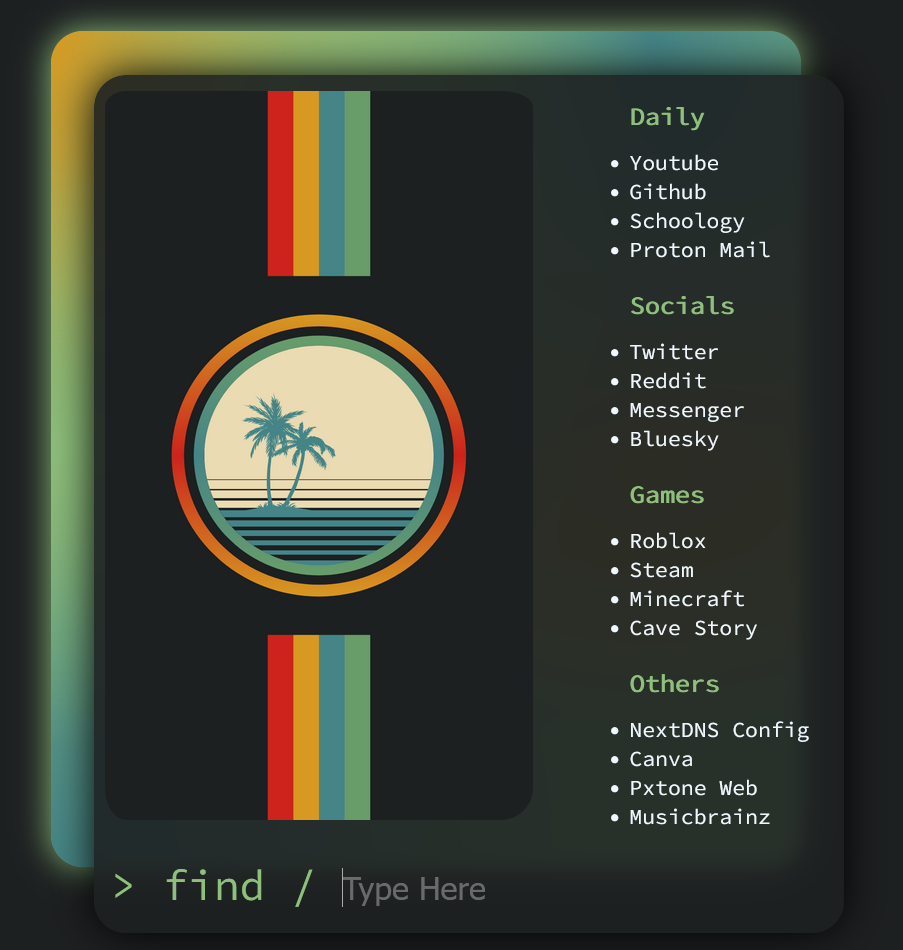 Daily
Youtube
Github
Schoology
Proton Mail
Socials
Twitter
Reddit
Messenger
Bluesky
Games
Roblox
Steam
Minecraft
Cave Story
Others
NextDNS Config
Canva
Pxtone Web
Musicbrainz
> find / Type Here